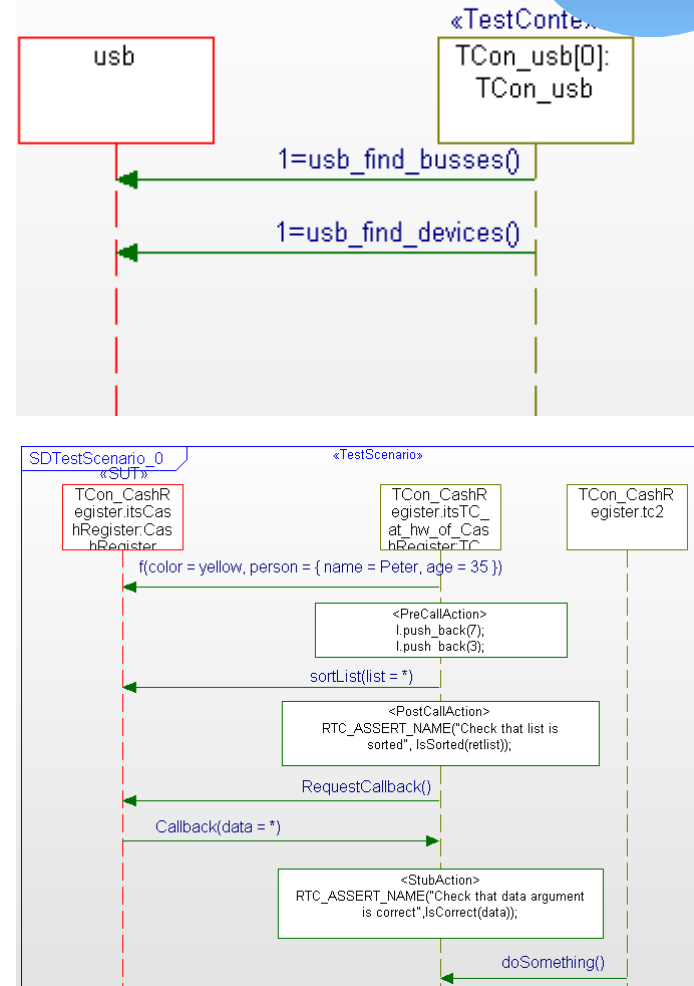 «TestContex
usb
TCon_usb[0]:
TCon_usb
1=usb_find_busses()
1=usb_find_devices()
SDTestScenario_0
«TestScenario»
«SUT»
TCon_CashR
egister.itsCas
hRegister:Cas
hRegister
TCon_CashR
egister.itsTC_
at_hw_of_Cas
hRegister:TC
TCon_CashR
egister.tc2
f(color = yellow, person = { name = Peter, age = 35 })
<PreCallAction>
l.push_back(7);
l.push_back(3);
sortList(list = *)
<PostCallAction>
RTC_ASSERT_NAME("Check that list is
sorted", IsSorted(retlist));
RequestCallback()
Callback(data = *)
<StubAction>
RTC_ASSERT_NAME("Check that data argument
is correct",IsCorrect(data));
doSomething()